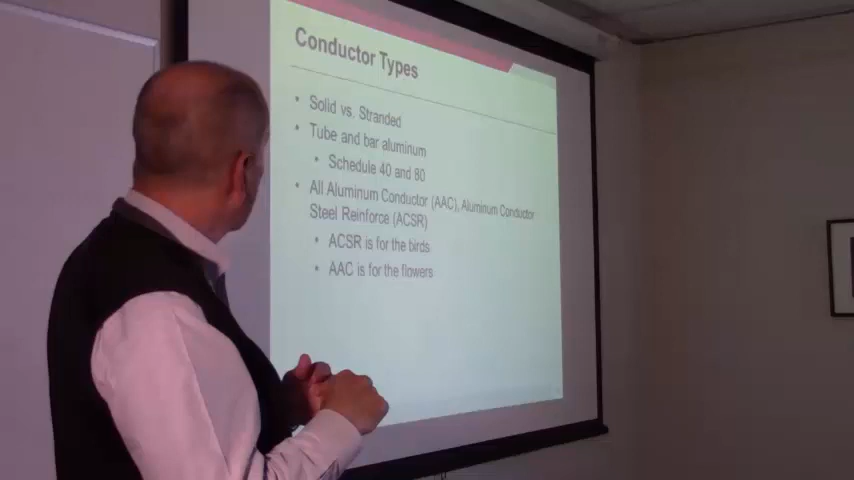 Conductor Types
• Solid vs. Stranded
• Tube and bar aluminum
• Schedule 40 and 80
• All Aluminum Conductor (AAC), Aluminum Conductor
Steel Reinforce (ACSR)
• ACSR is for the birds
• AAC is for the flowers